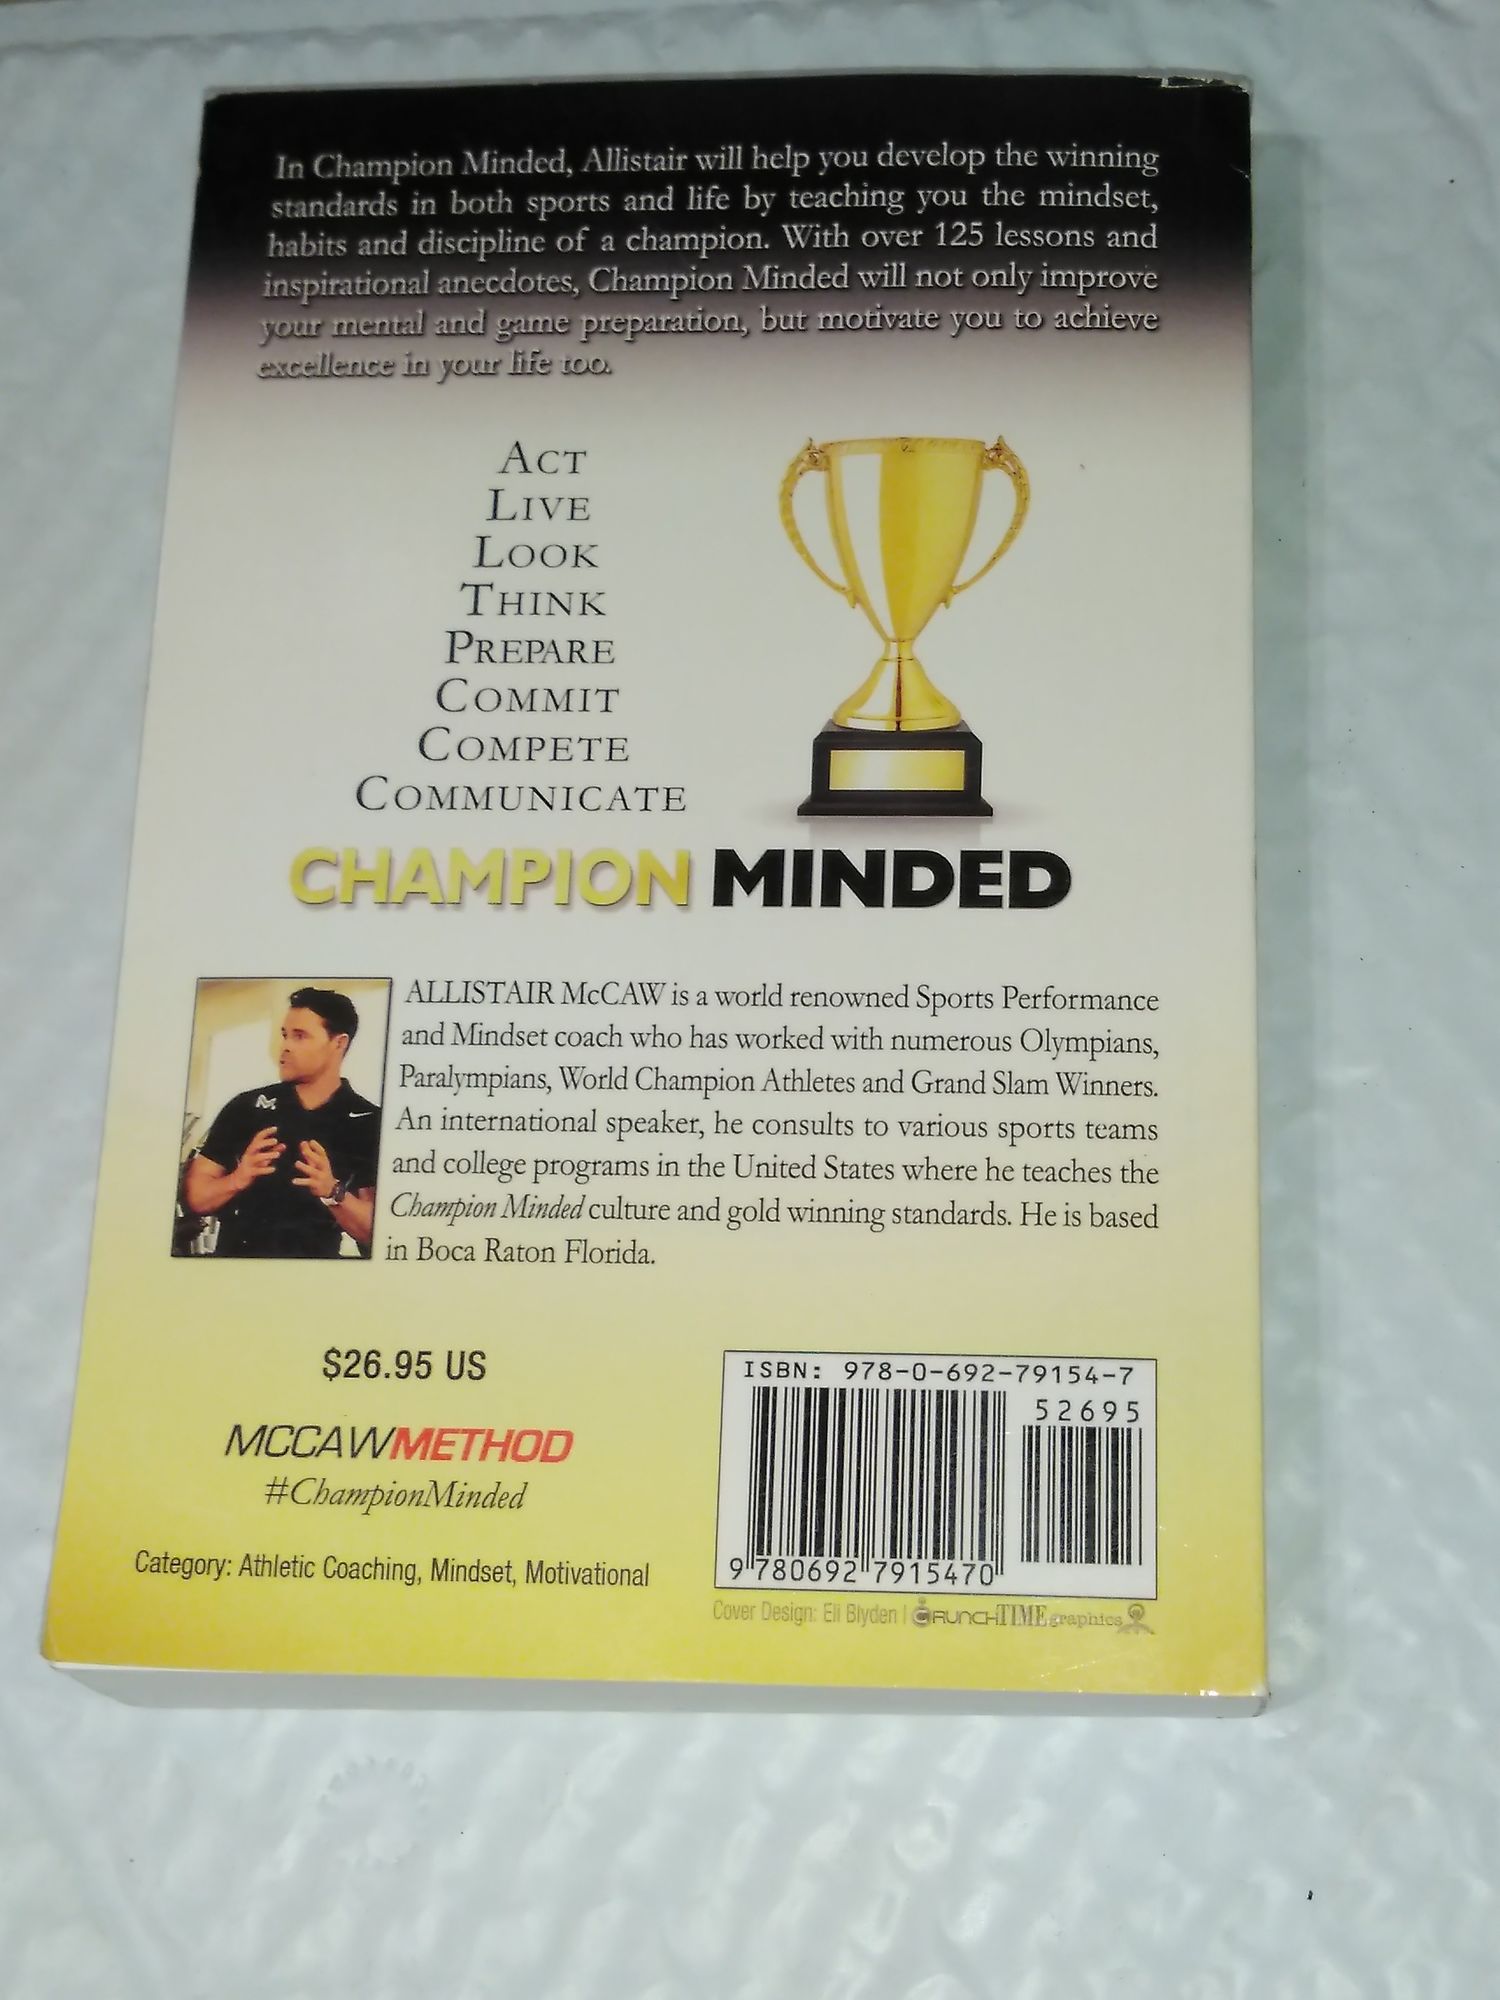 In Champion Minded, Allistair will help you develop the winning
standards in both sports and life by teaching you the mindset,
habits and discipline of a champion. With over 125 lessons and
inspirational anecdotes, Champion Minded will not only improve
your mental and game preparation, but motivate you to achieve
excellence in your life too.
ACT
LIVE
LOOK
THINK
PREPARE
COMMIT
COMPETE
COMMUNICATE
CHAMPION MINDED
ALLISTAIR McCAW is a world renowned Sports Performance
and Mindset coach who has worked with numerous Olympians,
Paralympians, World Champion Athletes and Grand Slam Winners.
An international speaker, he consults to various sports teams
and college programs in the United States where he teaches the
Champion Minded culture and gold winning standards. He is based
in Boca Raton Florida.
$26.95 US
MCCAWMETHOD
#ChampionMinded
Category: Athletic Coaching, Mindset, Motivational
ISBN: 978-0-692-79154-7
52695
9 780692 791547 0
Cover Design: Eli Blyden | CRUNCHTIMEgraphics